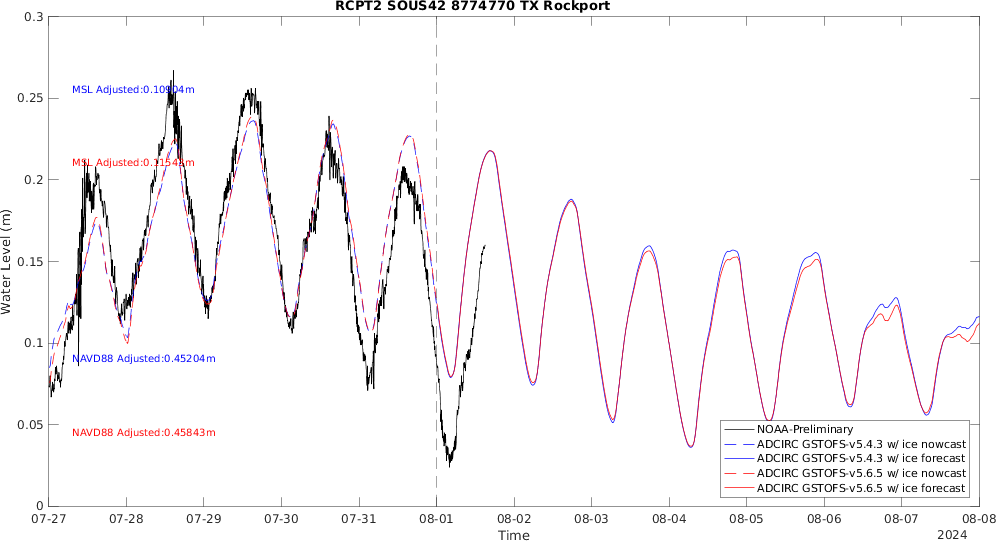 RCPT2 SOUS42 8774770 TX Rockport
0.3
0.25
0.2
0.15
0.1
0.05
0
Water Level (m)
MSL Adjusted:0.10904m
NAVD88 Adjusted:0.45204m
NAVD88 Adjusted:0.45843m
NOAA-Preliminary
ADCIRC GSTOFS-v5.4.3 w/ ice nowcast
ADCIRC GSTOFS-v5.4.3 w/ ice forecast
ADCIRC GSTOFS-v5.6.5 w/ ice nowcast
ADCIRC GSTOFS-v5.6.5 w/ ice forecast
07-27 07-28 07-29 07-30 07-31 08-01 08-02 08-03 08-04 08-05 08-06 08-07 08-08
Time
2024